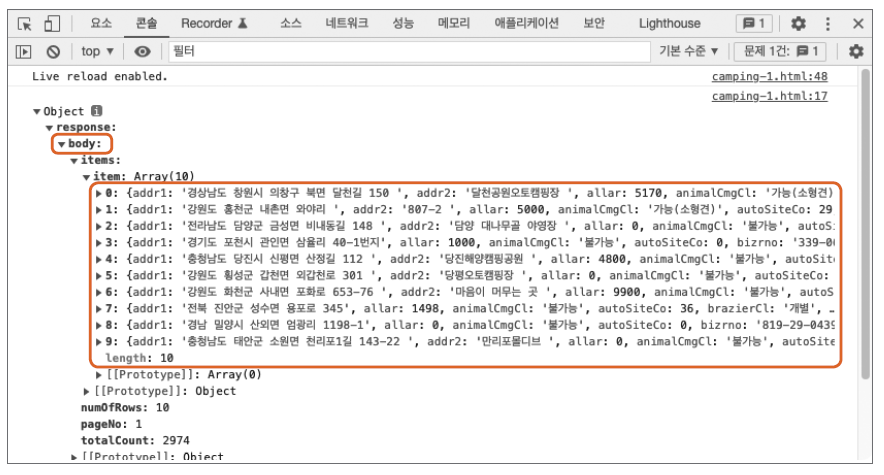 요소 콘솔 Recorder 소스 네트워크 성능 메모리 애플리케이션 보안 Lighthouse 1
top ▼ 필터 기본 수준 ▼ 문제 1건: 1
Live reload enabled. camping-1.html:48
camping-1.html:17
▼Object i
▼response:
▼body:
▼items:
▼item: Array(10)
▶0: {addr1: '경상남도 창원시 의창구 북면 달천길 150 ', addr2: '달천공원오토캠핑장 ', allar: 5170, animalCmgCl: '가능(소형견)
▶1: {addr1: '강원도 홍천군 내촌면 와야리 ', addr2: '807-2 ', allar: 5000, animalCmgCl: '가능(소형견)', autoSiteCo: 29
▶2: {addr1: '전라남도 담양군 금성면 비내동길 148 ', addr2: '담양 대나무골 야영장 ', allar: 0, animalCmgCl: '불가능', autoS
▶3: {addr1: '경기도 포천시 관인면 삼율리 40-1번지', allar: 1000, animalCmgCl: '불가능', autoSiteCo: 0, bizrno: '339-0
▶4: {addr1: '충청남도 당진시 신평면 산정길 112 ', addr2: '당진해양캠핑공원 ', allar: 4800, animalCmgCl: '불가능', autoSit
▶5: {addr1: '강원도 횡성군 갑천면 외갑천로 301 ', addr2: '당평오토캠핑장 ', allar: 0, animalCmgCl: '불가능', autoSiteCo:
▶6: {addr1: '강원도 화천군 사내면 포화로 653-76 ', addr2: '마음이 머무는 곳 ', allar: 9900, animalCmgCl: '불가능', autoS
▶7: {addr1: '전북 진안군 성수면 용포로 345', allar: 1498, animalCmgCl: '불가능', autoSiteCo: 36, brazierCl: '개별', …
▶8: {addr1: '경남 밀양시 산외면 엄광리 1198-1', allar: 0, animalCmgCl: '불가능', autoSiteCo: 0, bizrno: '819-29-0439
▶9: {addr1: '충청남도 태안군 소원면 천리포1길 143-22 ', addr2: '만리포몰디브 ', allar: 0, animalCmgCl: '불가능', autoSite
length: 10
▶[[Prototype]]: Array(0)
▶[[Prototype]]: Object
numOfRows: 10
pageNo: 1
totalCount: 2974
▶[[Prototype]]: Object